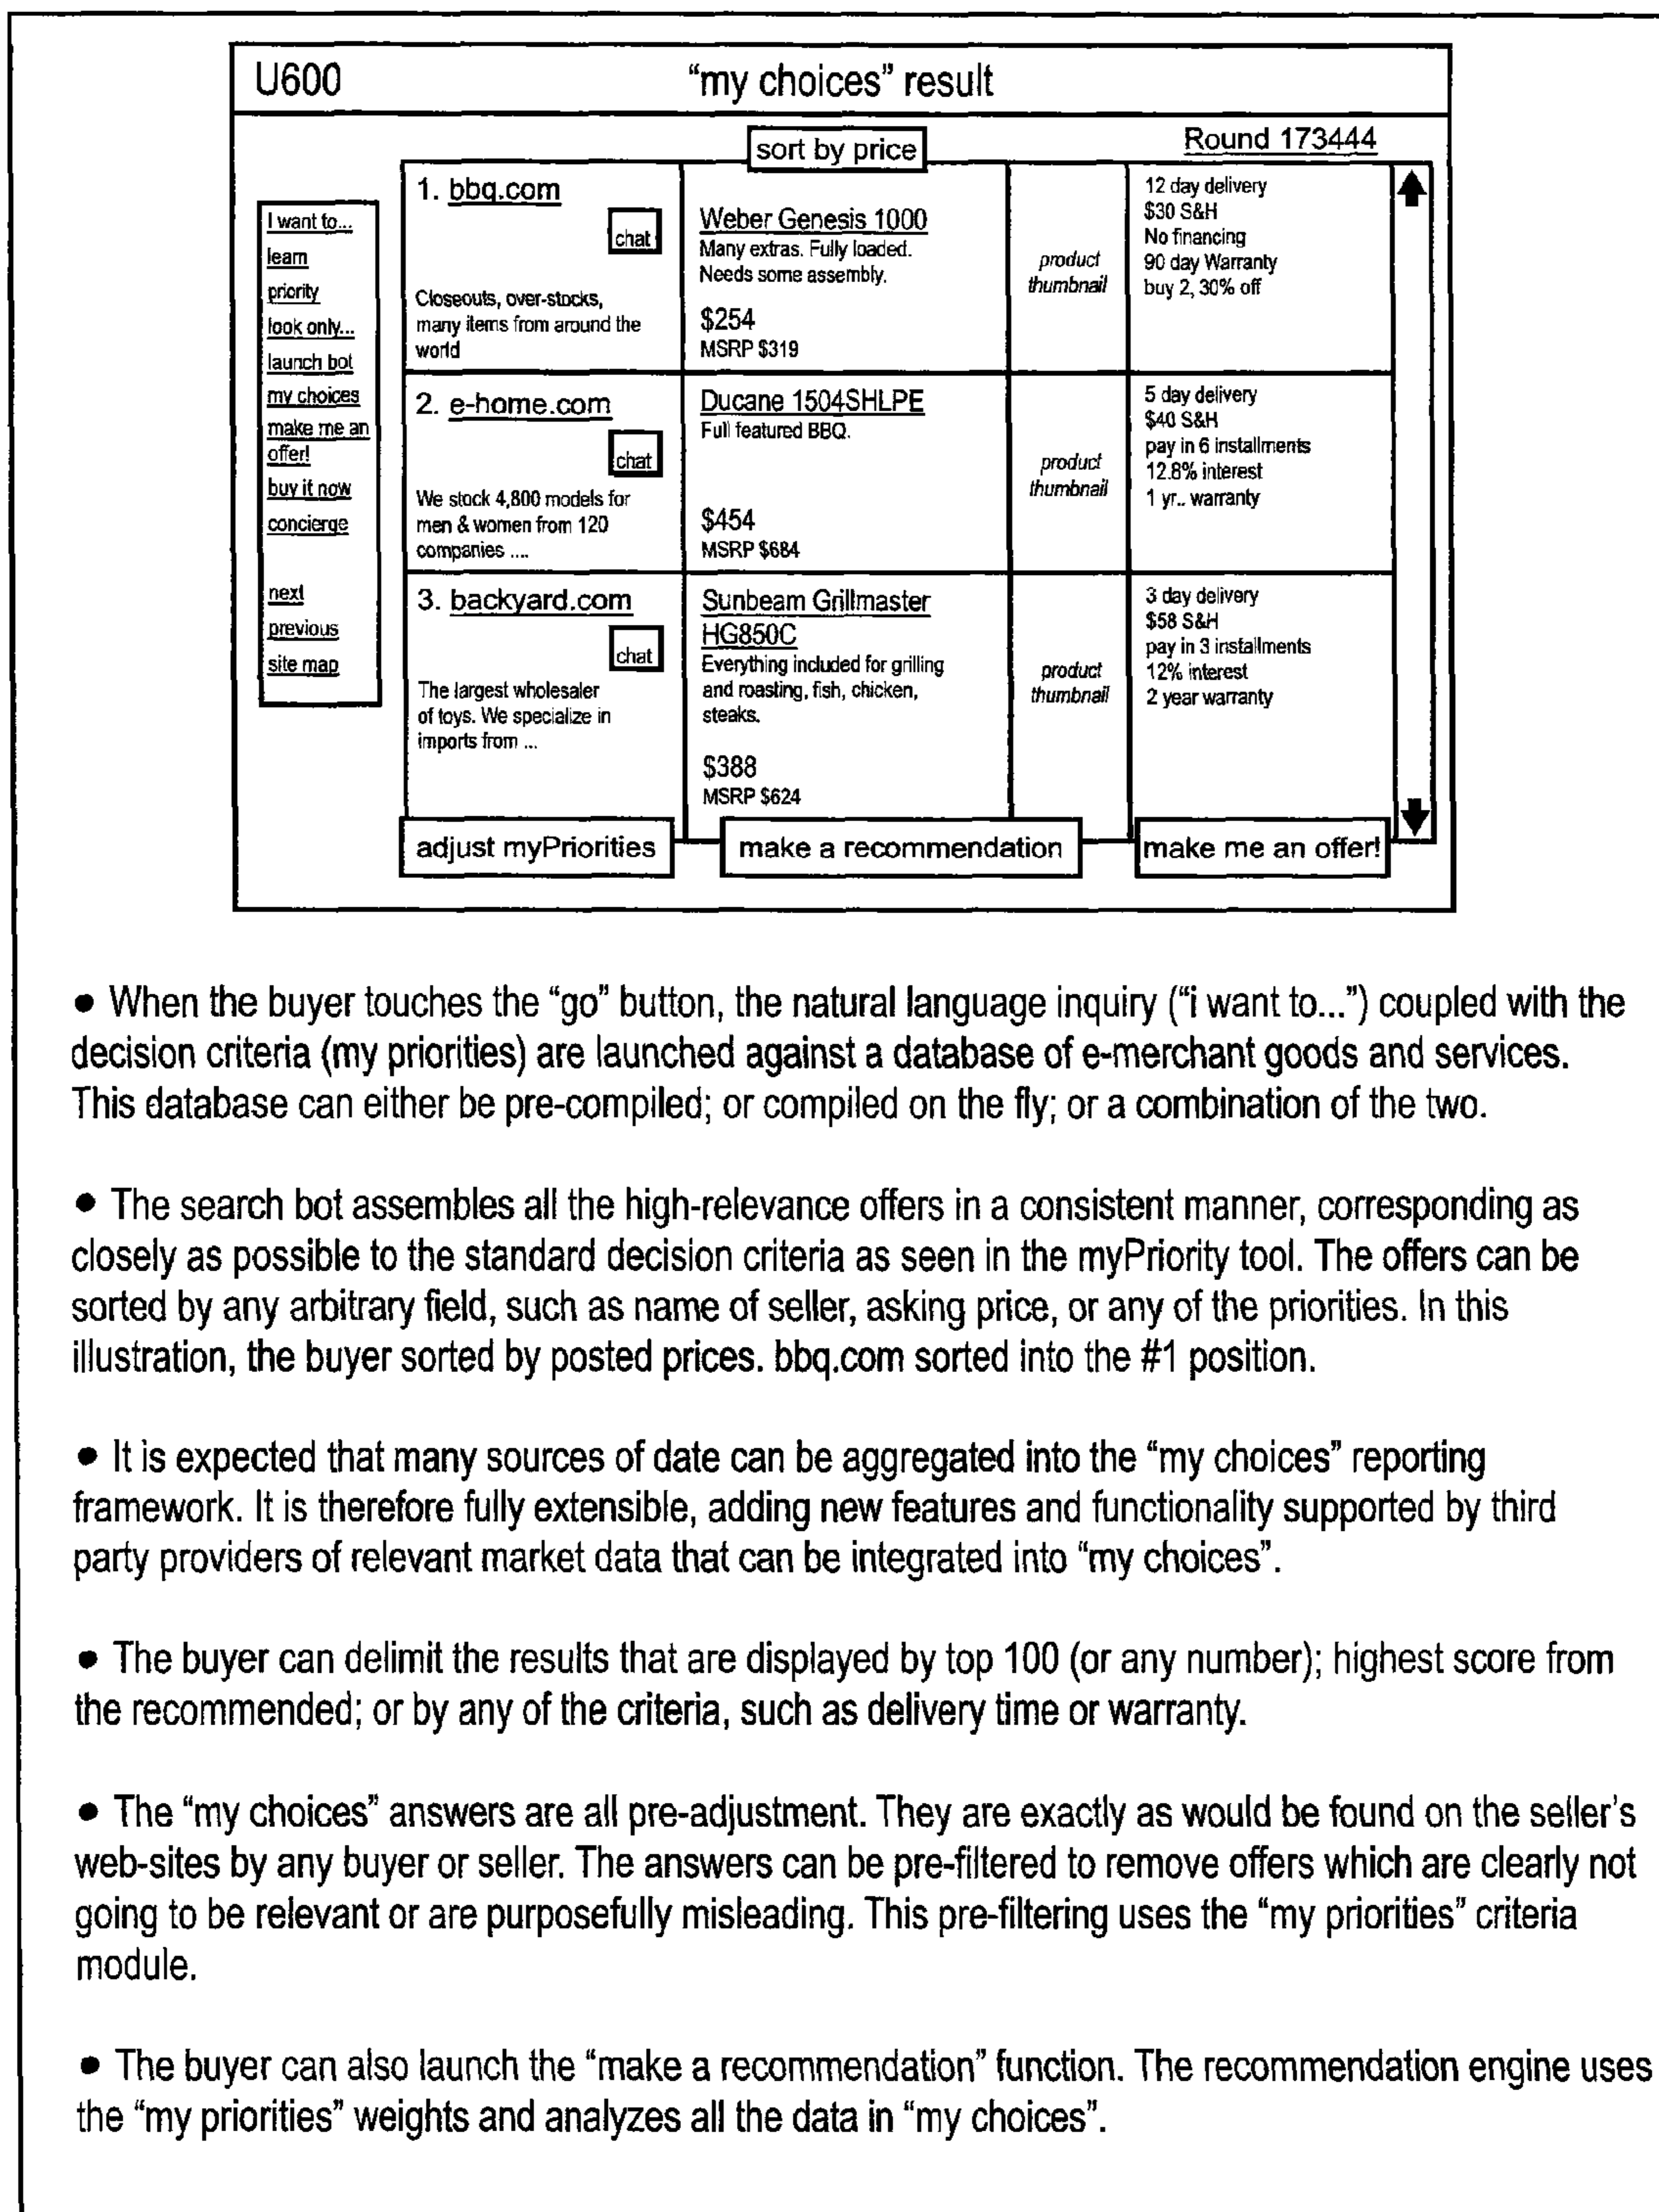 U600
“my choices” result
sort by price
Round 173444
I want to...
learn
priority
look only...
launch bot
my choices
make me an
offer!
buy it now
concierge
next
previous
site map
1. bbq.com
chat
Closeouts, over-stocks,
many items from around the
world
Weber Genesis 1000
Many extras. Fully loaded.
Needs some assembly.
$254
MSRP $319
product
thumbnail
12 day delivery
$30 S&H
No financing
90 day Warranty
buy 2, 30% off
2. e-home.com
chat
We stock 4,800 models for
men & women from 120
companies ....
Ducane 1504SHLPE
Full featured BBQ.
$454
MSRP $684
product
thumbnail
5 day delivery
$40 S&H
pay in 6 installments
12.8% interest
1 yr.. warranty
3. backyard.com
chat
The largest wholesaler
of toys. We specialize in
imports from ...
Sunbeam Grillmaster
HG850C
Everything included for grilling
and roasting, fish, chicken,
steaks.
$388
MSRP $624
product
thumbnail
3 day delivery
$58 S&H
pay in 3 installments
12% interest
2 year warranty
adjust myPriorities
make a recommendation
make me an offer!
• When the buyer touches the “go” button, the natural language inquiry (“i want to...”) coupled with the
decision criteria (my priorities) are launched against a database of e-merchant goods and services.
This database can either be pre-compiled; or compiled on the fly; or a combination of the two.
• The search bot assembles all the high-relevance offers in a consistent manner, corresponding as
closely as possible to the standard decision criteria as seen in the myPriority tool. The offers can be
sorted by any arbitrary field, such as name of seller, asking price, or any of the priorities. In this
illustration, the buyer sorted by posted prices. bbq.com sorted into the #1 position.
• It is expected that many sources of date can be aggregated into the “my choices” reporting
framework. It is therefore fully extensible, adding new features and functionality supported by third
party providers of relevant market data that can be integrated into “my choices”.
• The buyer can delimit the results that are displayed by top 100 (or any number); highest score from
the recommended; or by any of the criteria, such as delivery time or warranty.
• The “my choices” answers are all pre-adjustment. They are exactly as would be found on the seller’s
web-sites by any buyer or seller. The answers can be pre-filtered to remove offers which are clearly not
going to be relevant or are purposefully misleading. This pre-filtering uses the “my priorities” criteria
module.
• The buyer can also launch the “make a recommendation” function. The recommendation engine uses
the “my priorities” weights and analyzes all the data in “my choices”.